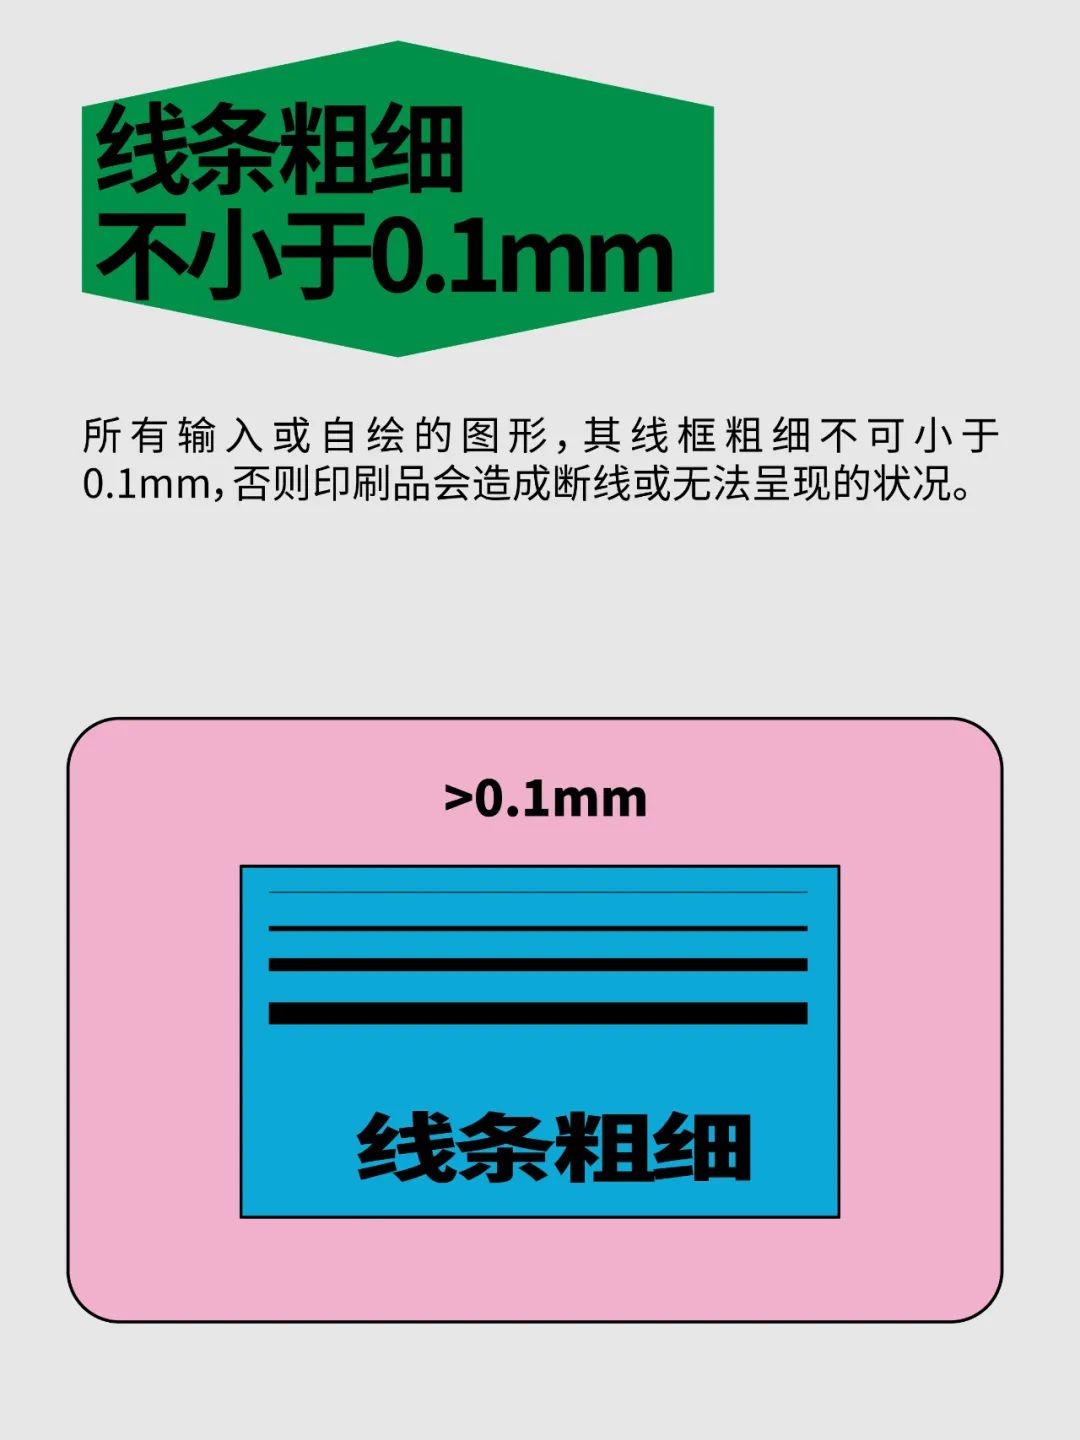 线条粗细
不小于0.1mm
所有输入或自绘的图形，其线框粗细不可小于
0.1mm，否则印刷品会造成断线或无法呈现的状况。
>0.1mm
线条粗细